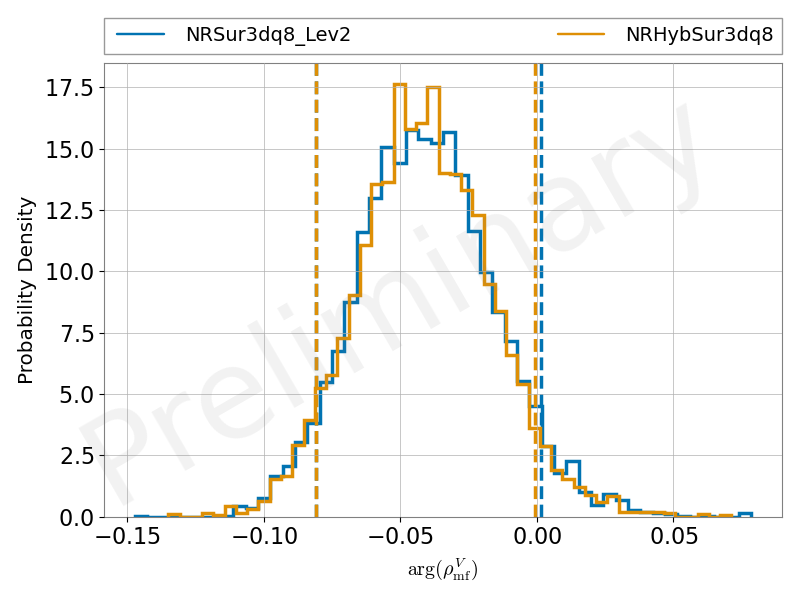 NRSur3dq8_Lev2 NRHybSur3dq8
17.5
15.0
12.5
10.0
7.5
5.0
2.5
0.0
Probability Density
Preliminary
−0.15 −0.10 −0.05 0.00 0.05
arg(ρ^V_mf)